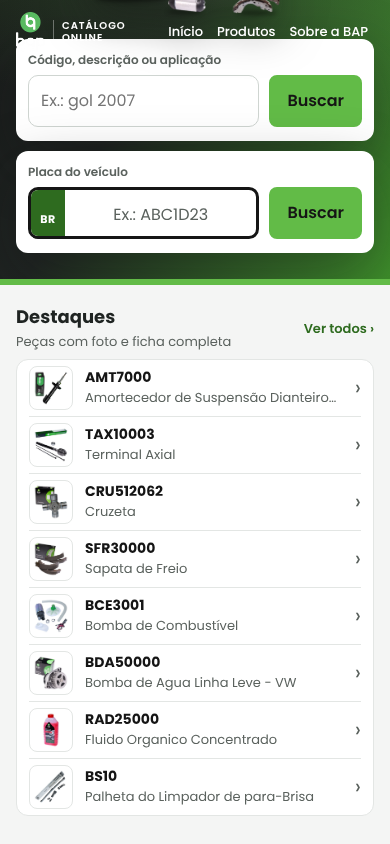 CATÁLOGO
ONLINE
Início Produtos Sobre a BAP
Código, descrição ou aplicação
Ex.: gol 2007
Buscar
Placa do veículo
BR
Ex.: ABC1D23
Buscar
Destaques
Peças com foto e ficha completa
Ver todos ›
AMT7000
Amortecedor de Suspensão Dianteiro...
TAX10003
Terminal Axial
CRU512062
Cruzeta
SFR30000
Sapata de Freio
BCE3001
Bomba de Combustível
BDA50000
Bomba de Agua Linha Leve - VW
RAD25000
Fluido Organico Concentrado
BS10
Palheta do Limpador de para-Brisa